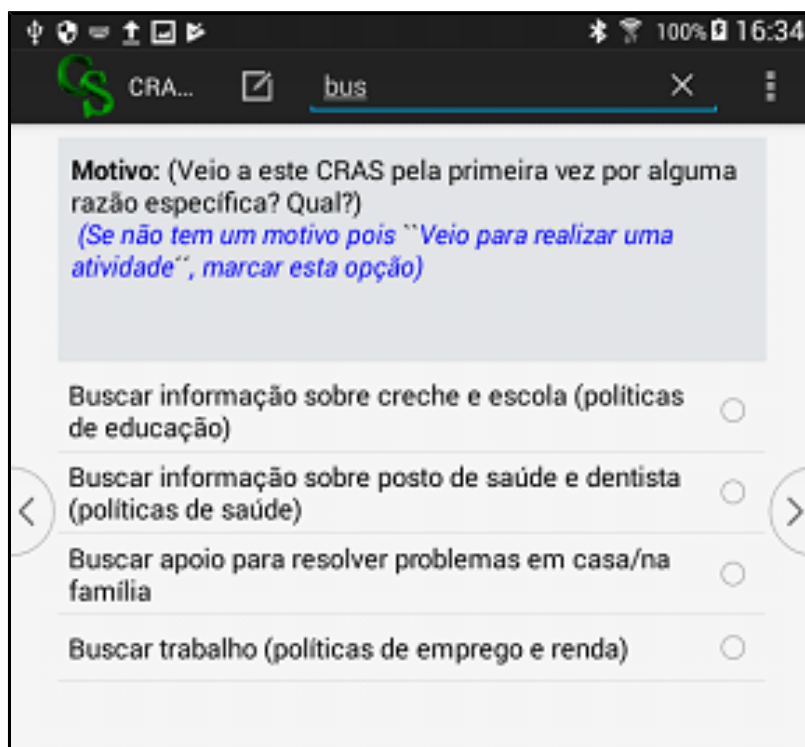 100% 16:34
CS CRA... bus
Motivo: (Veio a este CRAS pela primeira vez por alguma
razão específica? Qual?)
(Se não tem um motivo pois ``Veio para realizar uma
atividade´´, marcar esta opção)
Buscar informação sobre creche e escola (políticas
de educação)
Buscar informação sobre posto de saúde e dentista
(políticas de saúde)
Buscar apoio para resolver problemas em casa/na
família
Buscar trabalho (políticas de emprego e renda)